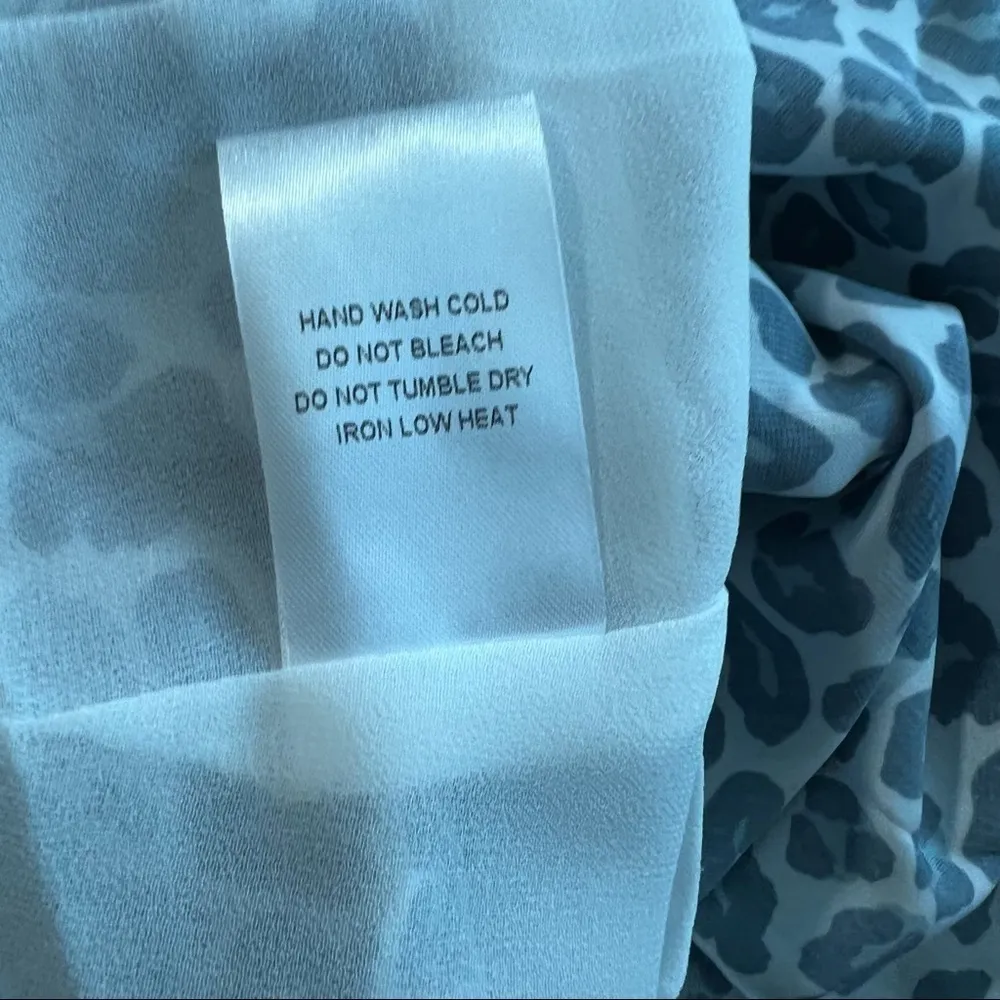 HAND WASH COLD
DO NOT BLEACH
DO NOT TUMBLE DRY
IRON LOW HEAT